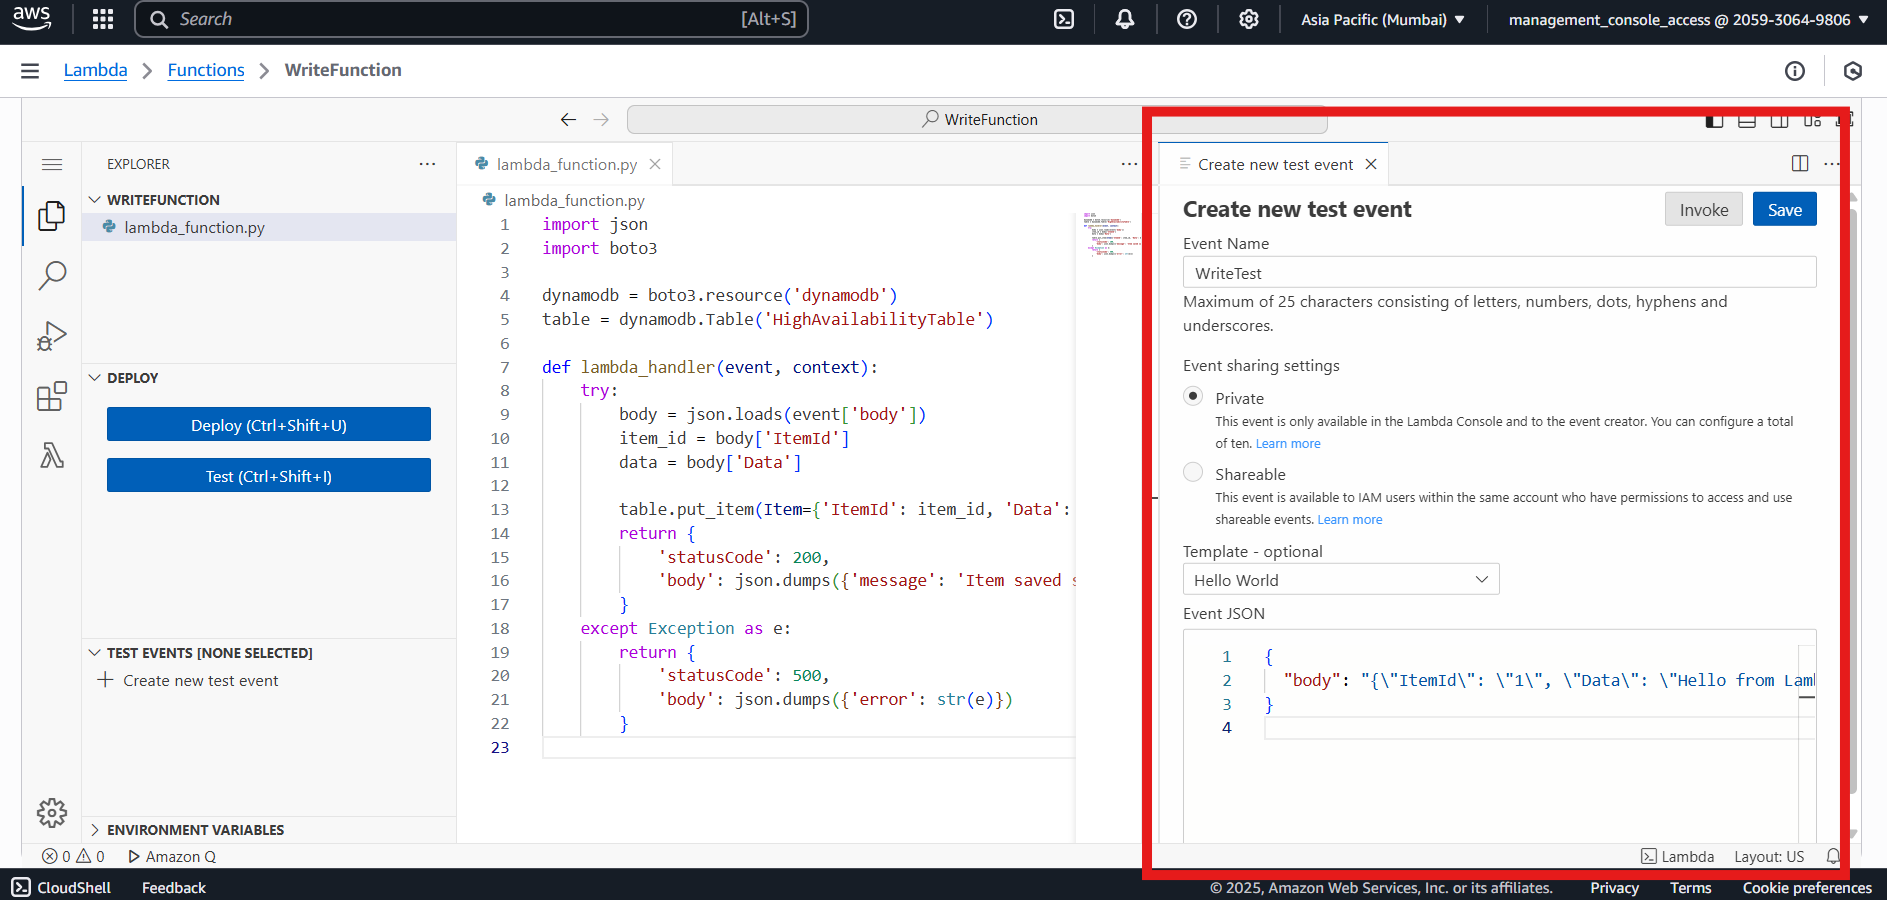 aws
Search [Alt+S]
Asia Pacific (Mumbai)
management_console_access @ 2059-3064-9806
Lambda
Functions
WriteFunction
WriteFunction
EXPLORER
WRITEFUNCTION
lambda_function.py
DEPLOY
Deploy (Ctrl+Shift+U)
Test (Ctrl+Shift+I)
TEST EVENTS [NONE SELECTED]
Create new test event
ENVIRONMENT VARIABLES
lambda_function.py
lambda_function.py
1 import json
2 import boto3
3
4 dynamodb = boto3.resource('dynamodb')
5 table = dynamodb.Table('HighAvailabilityTable')
6
7 def lambda_handler(event, context):
8 try:
9 body = json.loads(event['body'])
10 item_id = body['ItemId']
11 data = body['Data']
12
13 table.put_item(Item={'ItemId': item_id, 'Data':
14 return {
15 'statusCode': 200,
16 'body': json.dumps({'message': 'Item saved
17 }
18 except Exception as e:
19 return {
20 'statusCode': 500,
21 'body': json.dumps({'error': str(e)})
22 }
23
Create new test event
Create new test event
Invoke
Save
Event Name
WriteTest
Maximum of 25 characters consisting of letters, numbers, dots, hyphens and
underscores.
Event sharing settings
Private
This event is only available in the Lambda Console and to the event creator. You can configure a total
of ten. Learn more
Shareable
This event is available to IAM users within the same account who have permissions to access and use
shareable events. Learn more
Template - optional
Hello World
Event JSON
1 {
2 "body": "{\"ItemId\": \"1\", \"Data\": \"Hello from
3 }
4
0 0 Amazon Q
Lambda Layout: US
CloudShell Feedback
© 2025, Amazon Web Services, Inc. or its affiliates. Privacy Terms Cookie preferences